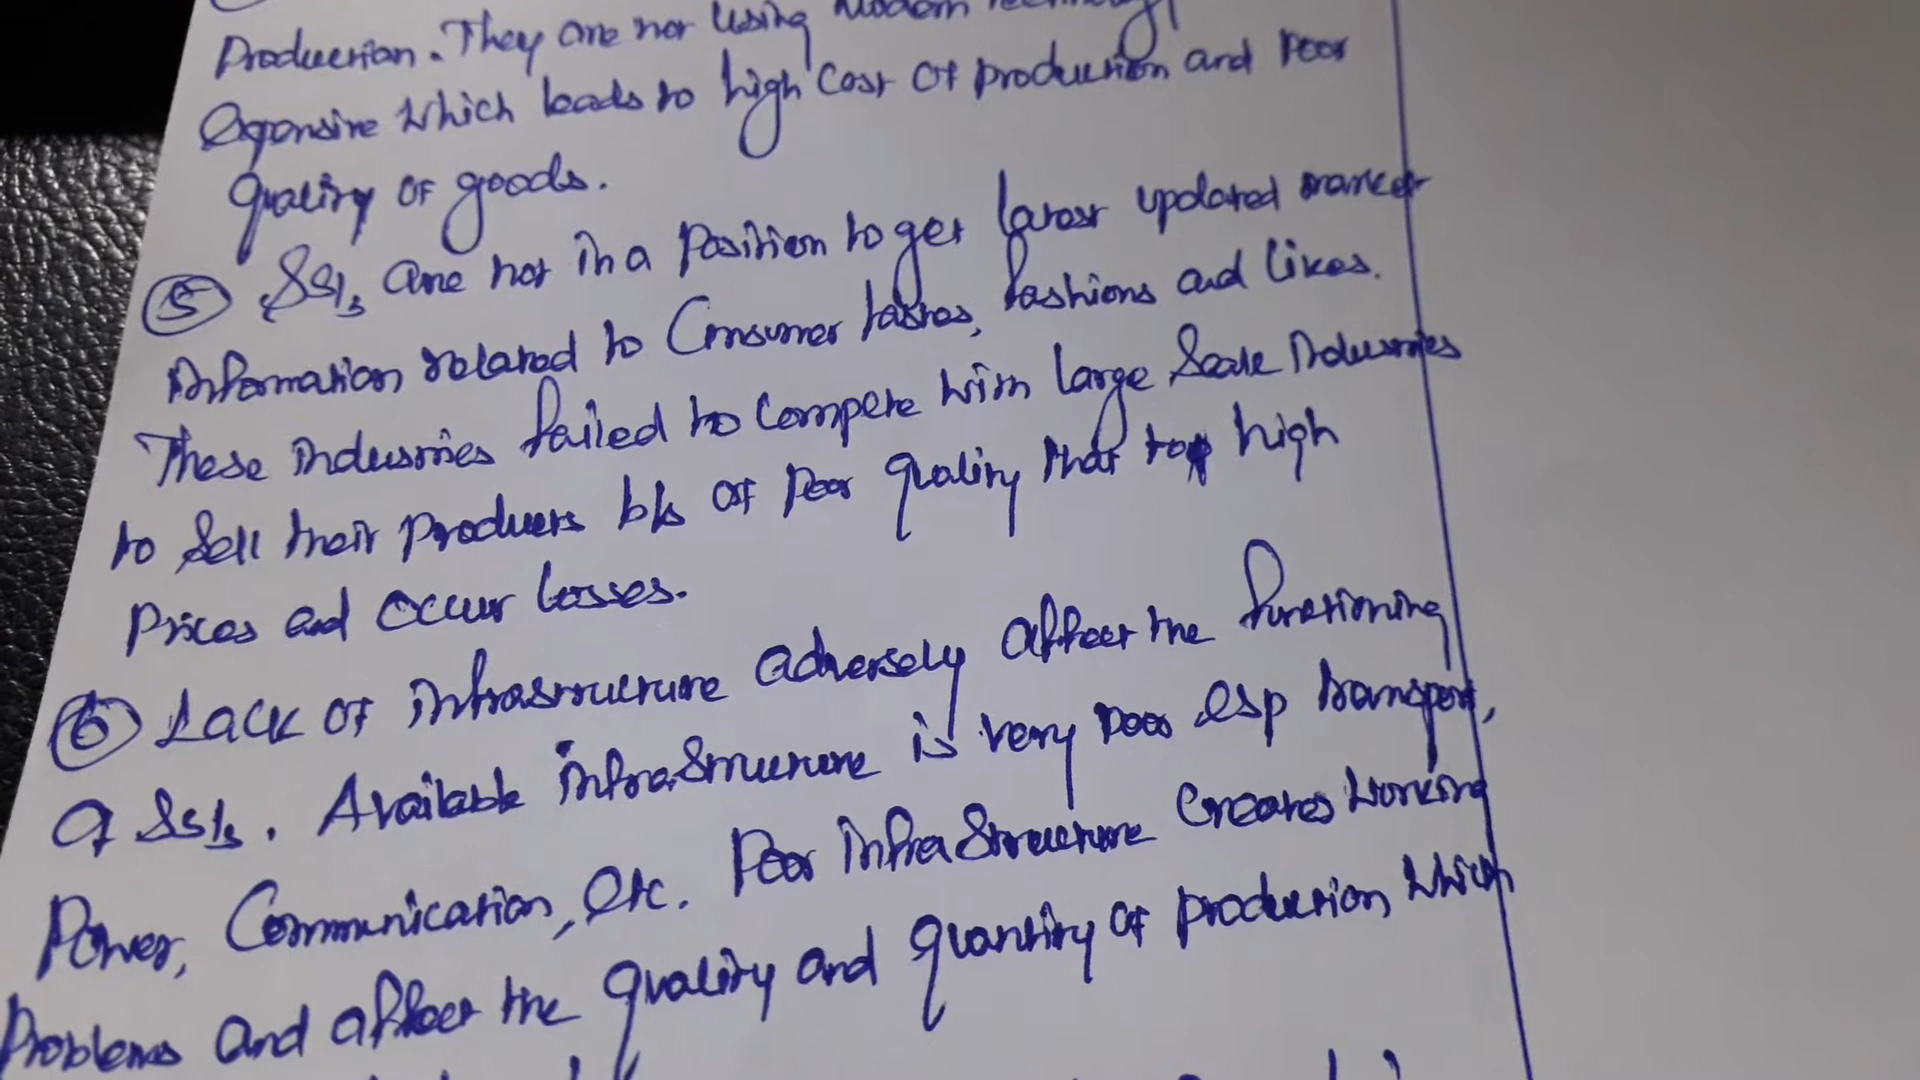 Production. They are not Using Modern Technology
expensive which leads to high Cost of production and poor
quality of goods.
⑤ SSIs are not in a position to get latest updated market
information related to Consumer tastes, fashions and likes.
These industries failed to compete with large Scale industries
to Sell their products b/s of poor quality that too high
prices and occur losses.
⑥ Lack of infrastructure adversely affect the functioning
of SSIs. Available infrastructure is very poor esp transport,
Power, Communication, etc. Poor infrastructure creates working
Problems and affect the quality and quantity of production which